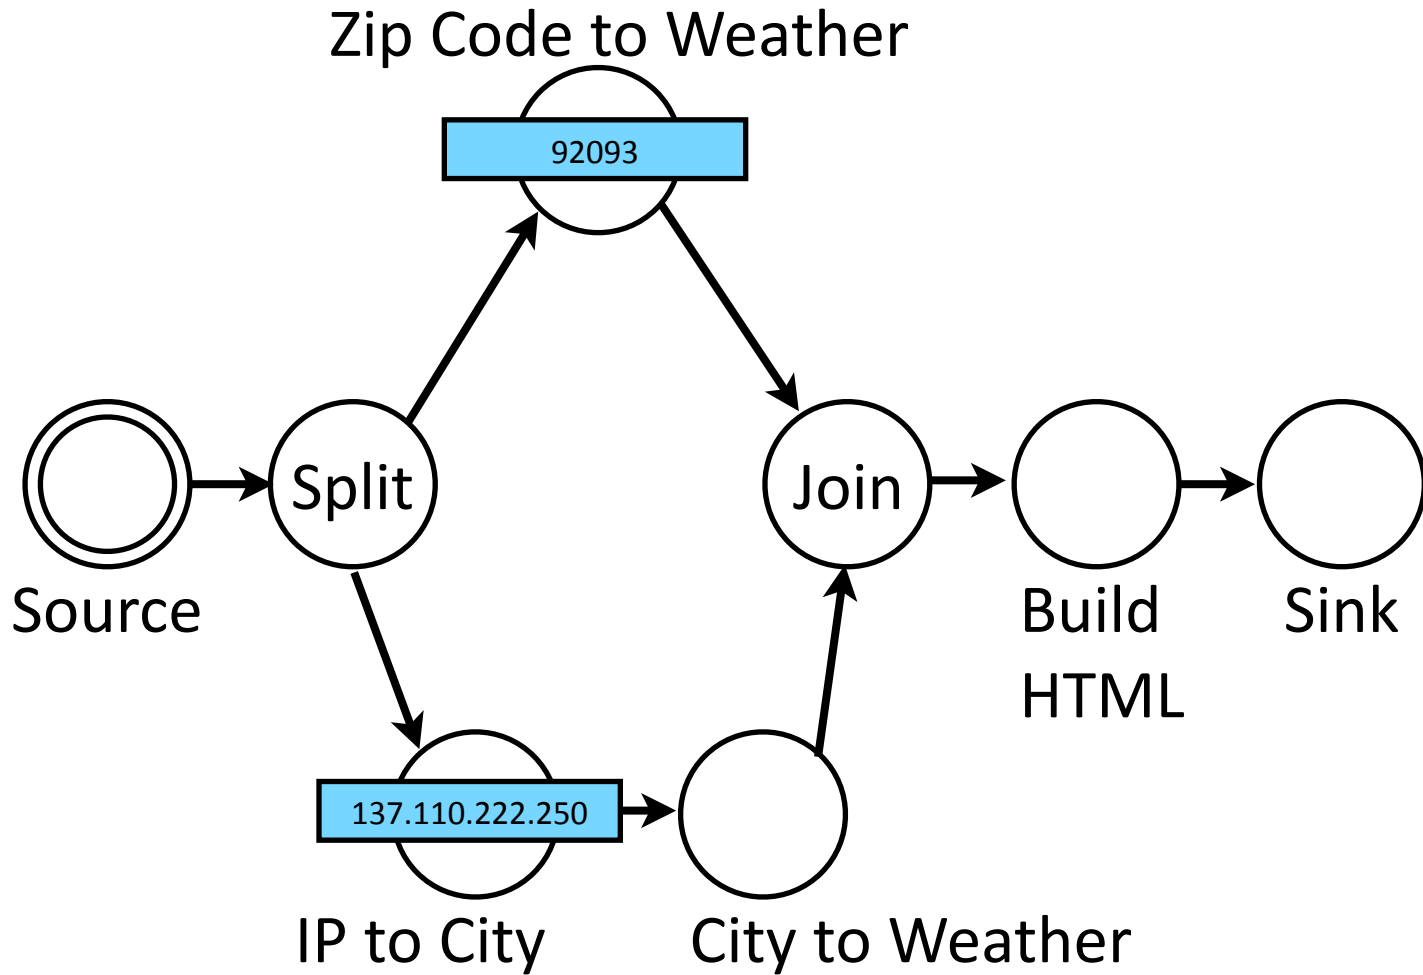 Zip Code to Weather
92093
Split
Join
Source
Build
HTML
Sink
137.110.222.250
IP to City
City to Weather